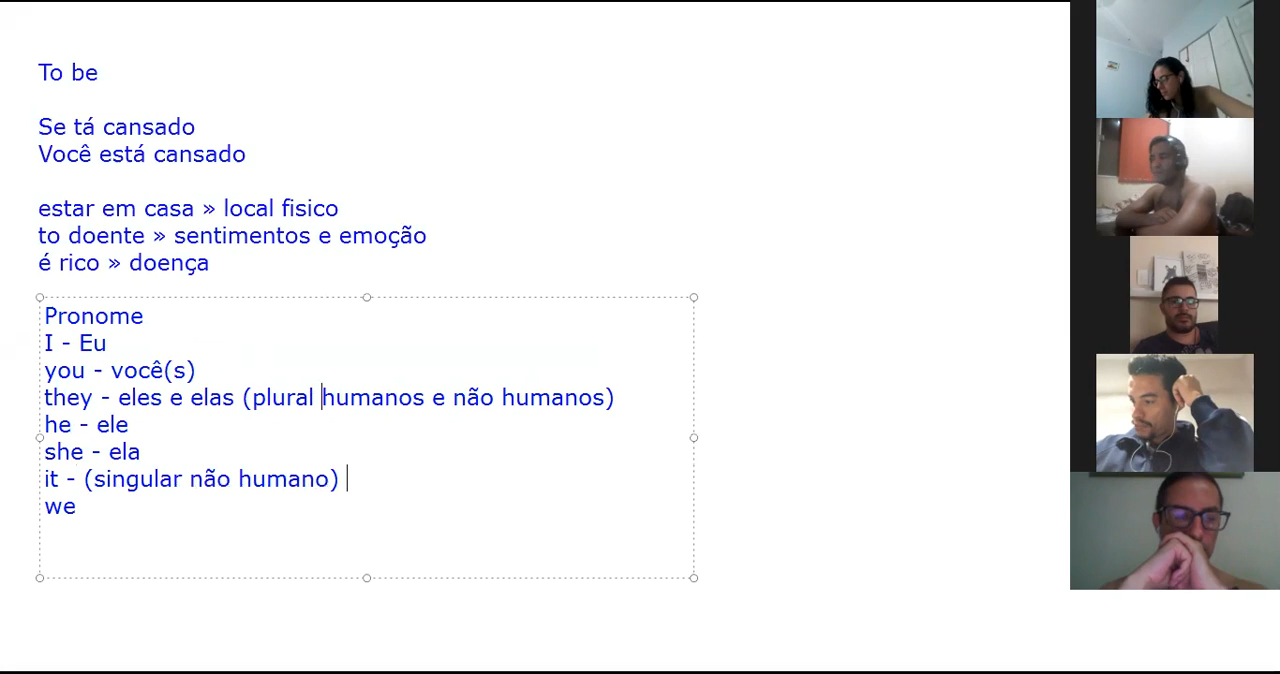 To be
Se tá cansado
Você está cansado
estar em casa » local fisico
to doente » sentimentos e emoção
é rico » doença
Pronome
I - Eu
you - você(s)
they - eles e elas (plural humanos e não humanos)
he - ele
she - ela
it - (singular não humano)
we